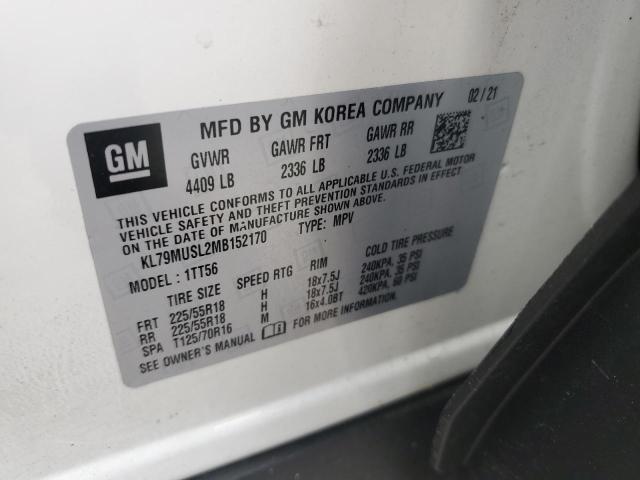 GM
MFD BY GM KOREA COMPANY 02/21
GVWR GAWR FRT GAWR RR
4409 LB 2336 LB 2336 LB
THIS VEHICLE CONFORMS TO ALL APPLICABLE U.S. FEDERAL MOTOR
VEHICLE SAFETY AND THEFT PREVENTION STANDARDS IN EFFECT
ON THE DATE OF MANUFACTURE SHOWN ABOVE.
KL79MUSL2MB152170 TYPE: MPV
MODEL : 1TT56
TIRE SIZE SPEED RTG RIM COLD TIRE PRESSURE
FRT 225/55R18 H 18x7.5J 240KPA, 35 PSI
RR 225/55R18 H 18x7.5J 240KPA, 35 PSI
SPA T125/70R16 M 16x4.0BT 420KPA, 60 PSI
SEE OWNER'S MANUAL FOR MORE INFORMATION.